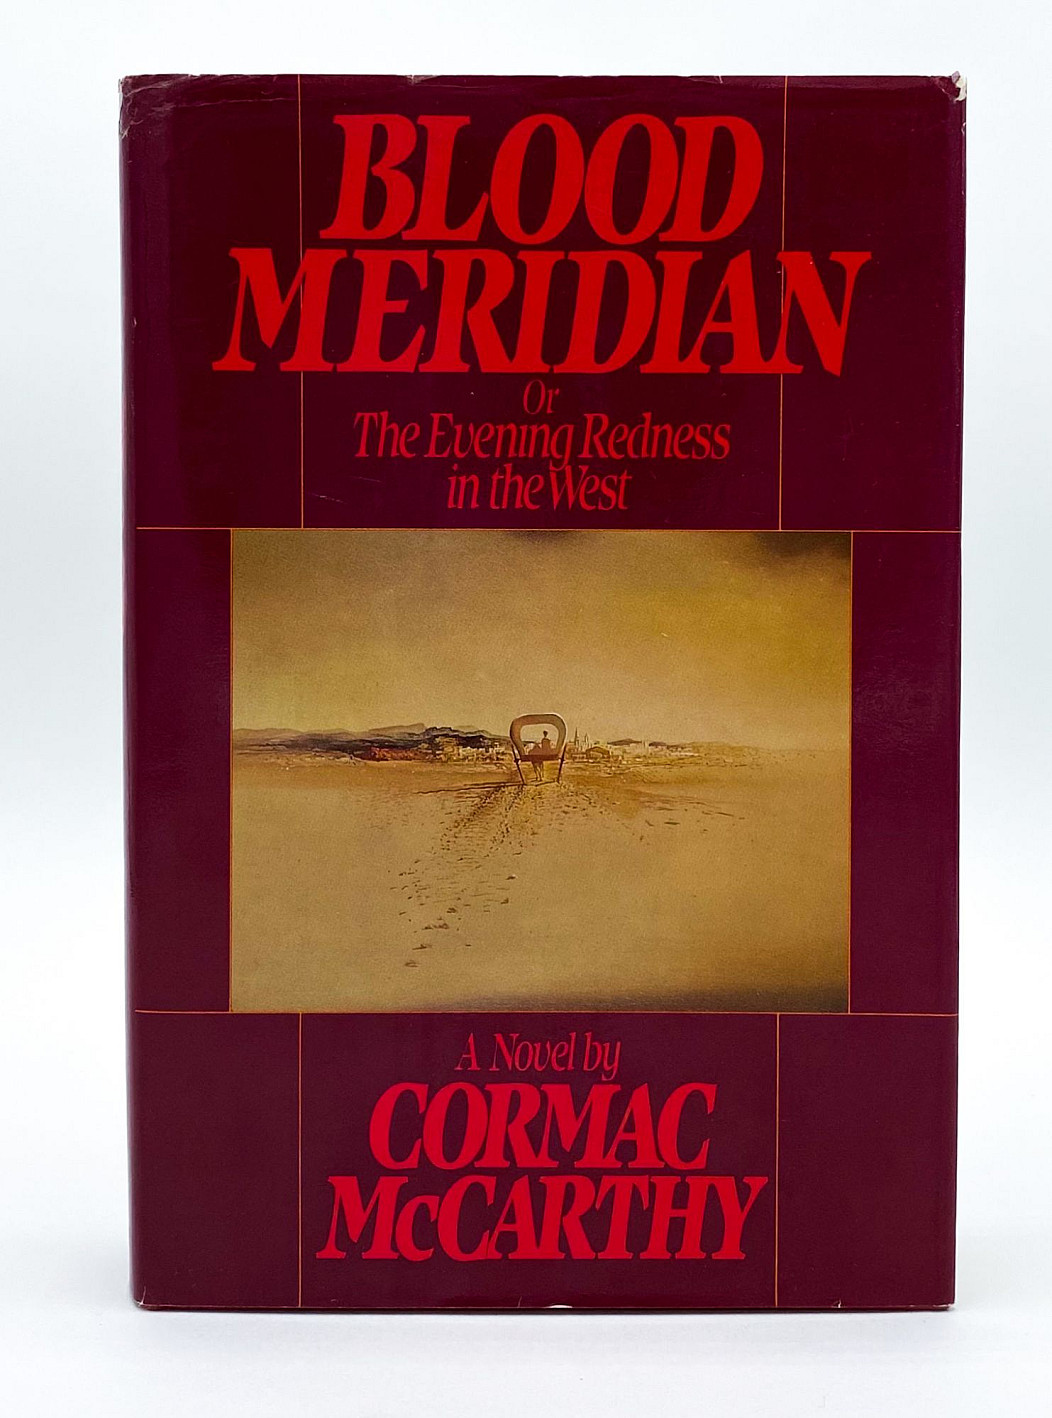 BLOOD
MERIDIAN
Or
The Evening Redness
in the West
A Novel by
CORMAC
McCARTHY